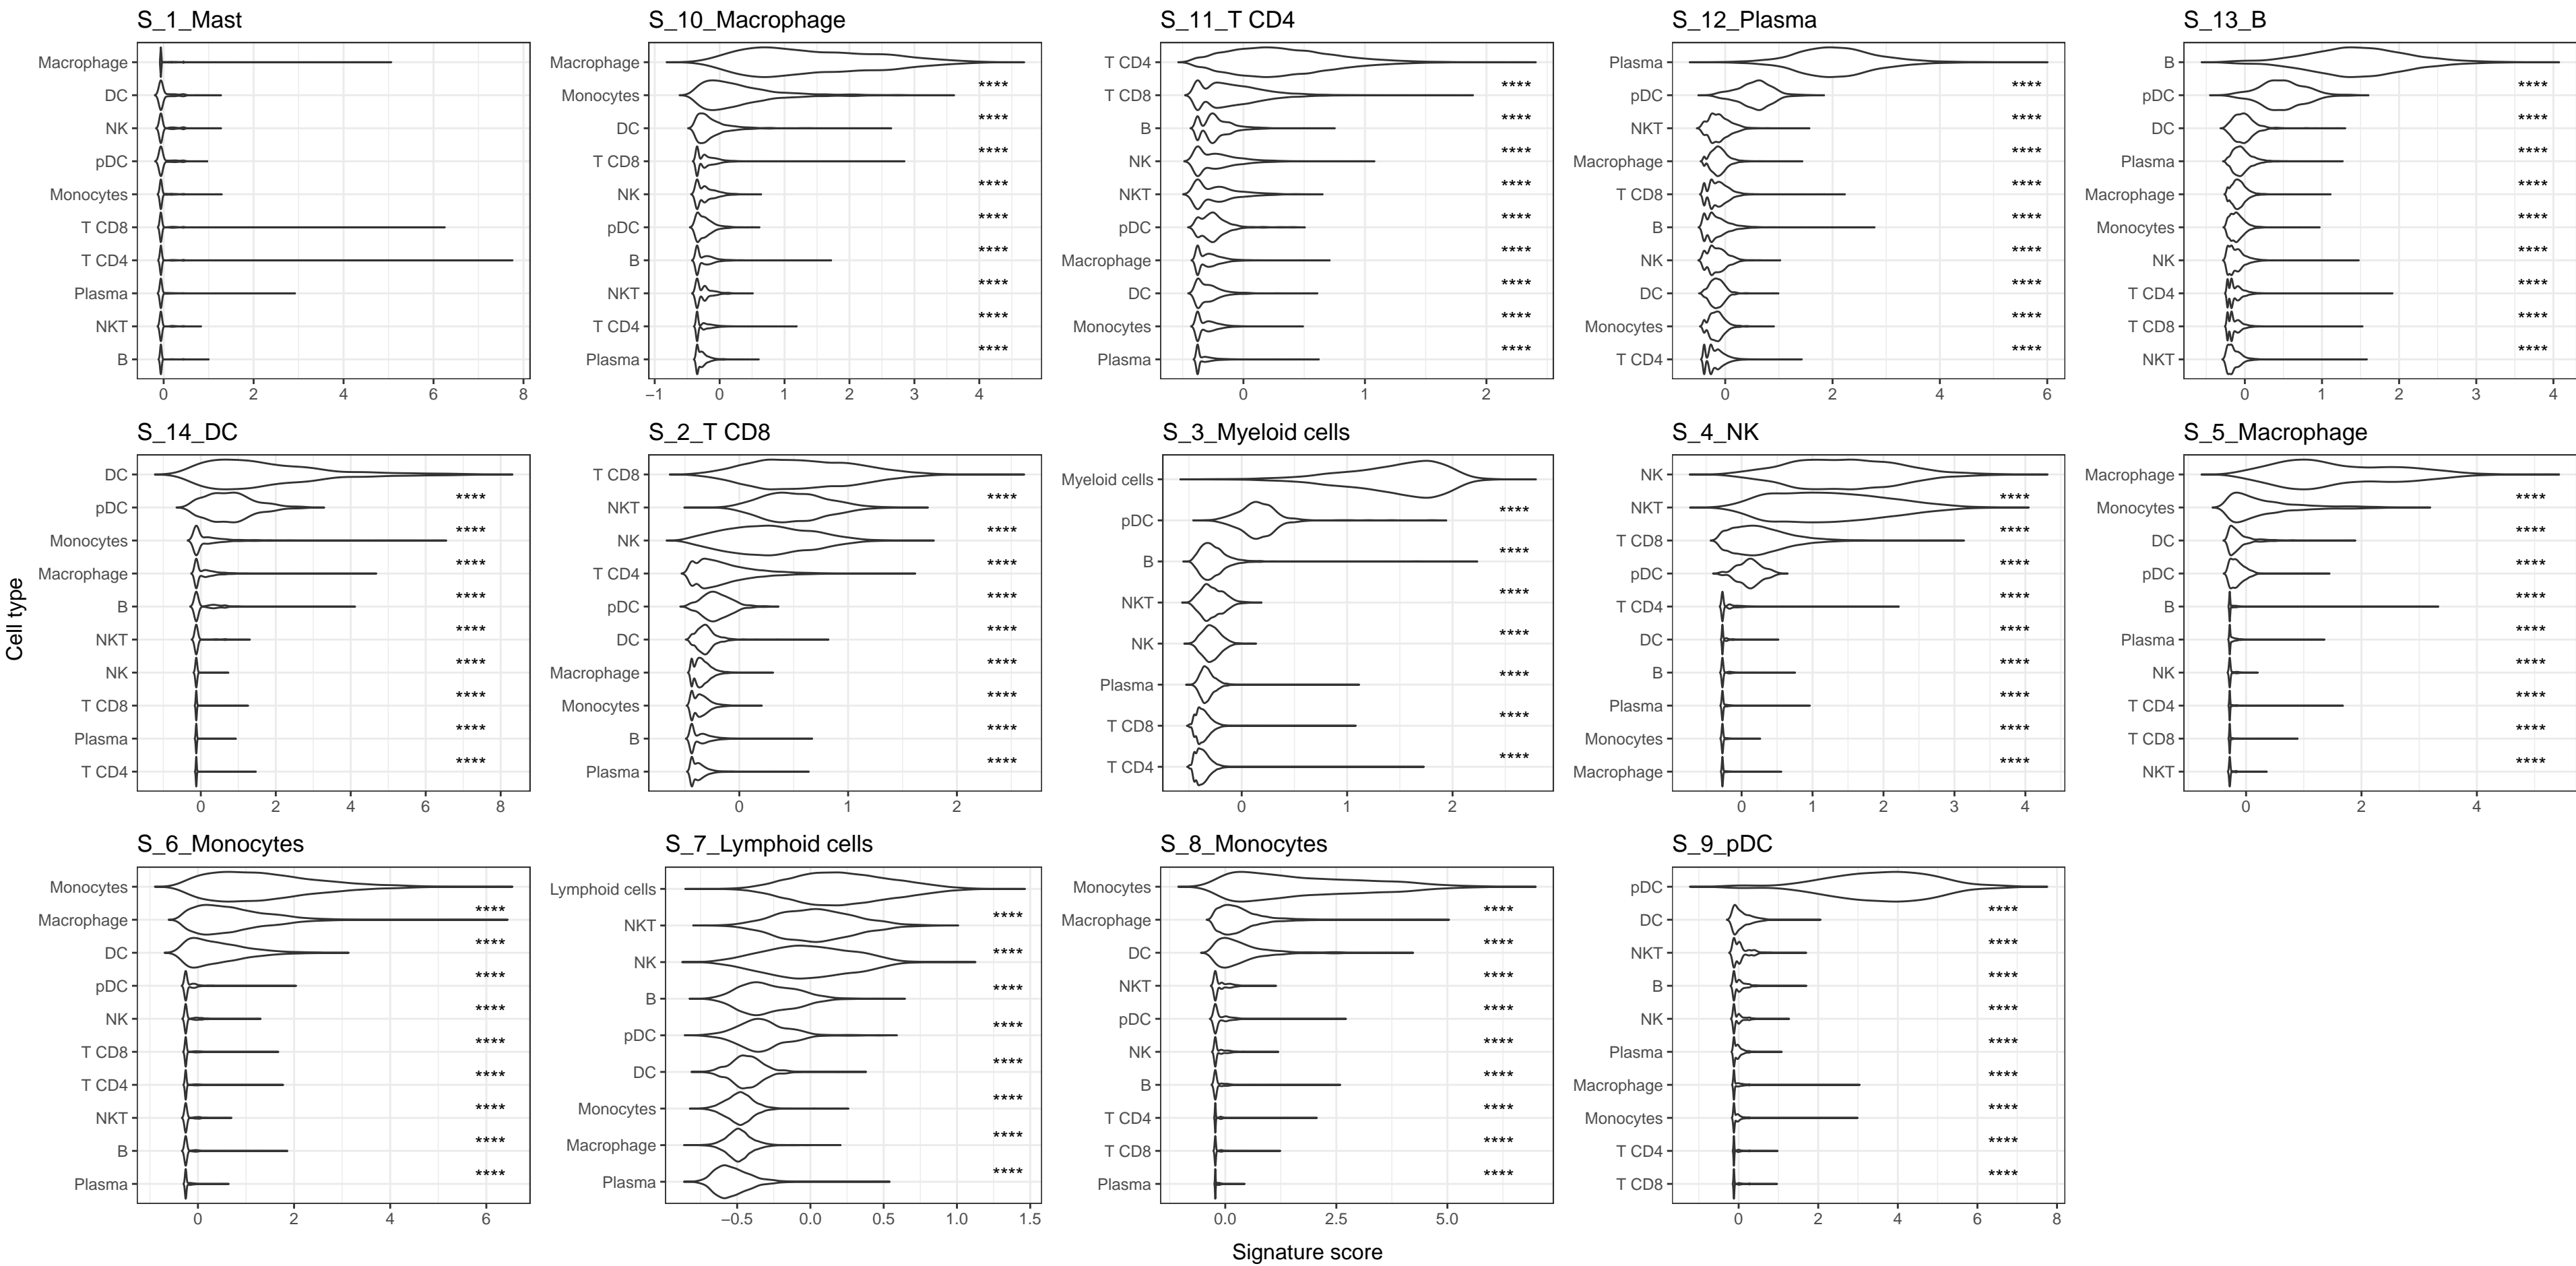 S_1_Mast
Macrophage
DC
NK
pDC
Monocytes
T CD8
T CD4
Plasma
NKT
B
0 2 4 6 8
S_10_Macrophage
Macrophage
Monocytes
****
DC
****
T CD8
****
NK
****
pDC
****
B
****
NKT
****
T CD4
****
Plasma
****
−1 0 1 2 3 4
S_11_T CD4
T CD4
T CD8
****
B
****
NK
****
NKT
****
pDC
****
Macrophage
****
DC
****
Monocytes
****
Plasma
****
0 1 2
S_12_Plasma
Plasma
pDC
****
NKT
****
Macrophage
****
T CD8
****
B
****
NK
****
DC
****
Monocytes
****
T CD4
****
0 2 4 6
S_13_B
B
pDC
****
DC
****
Plasma
****
Macrophage
****
Monocytes
****
NK
****
T CD4
****
T CD8
****
NKT
****
0 1 2 3 4
Cell type
S_14_DC
DC
pDC
****
Monocytes
****
Macrophage
****
B
****
NKT
****
NK
****
T CD8
****
Plasma
****
T CD4
****
0 2 4 6 8
S_2_T CD8
T CD8
NKT
****
NK
****
T CD4
****
pDC
****
DC
****
Macrophage
****
Monocytes
****
B
****
Plasma
****
0 1 2
S_3_Myeloid cells
Myeloid cells
pDC
****
B
****
NKT
****
NK
****
Plasma
****
T CD8
****
T CD4
****
0 1 2
S_4_NK
NK
NKT
****
T CD8
****
pDC
****
T CD4
****
DC
****
B
****
Plasma
****
Monocytes
****
Macrophage
****
0 1 2 3 4
S_5_Macrophage
Macrophage
Monocytes
****
DC
****
pDC
****
B
****
Plasma
****
NK
****
T CD4
****
T CD8
****
NKT
****
0 2 4
S_6_Monocytes
Monocytes
Macrophage
****
DC
****
pDC
****
NK
****
T CD8
****
T CD4
****
NKT
****
B
****
Plasma
****
0 2 4 6
S_7_Lymphoid cells
Lymphoid cells
NKT
****
NK
****
B
****
pDC
****
DC
****
Monocytes
****
Macrophage
****
Plasma
****
−0.5 0.0 0.5 1.0 1.5
S_8_Monocytes
Monocytes
Macrophage
****
DC
****
NKT
****
pDC
****
NK
****
B
****
T CD4
****
T CD8
****
Plasma
****
0.0 2.5 5.0
S_9_pDC
pDC
DC
****
NKT
****
B
****
NK
****
Plasma
****
Macrophage
****
Monocytes
****
T CD4
****
T CD8
****
0 2 4 6 8
Signature score